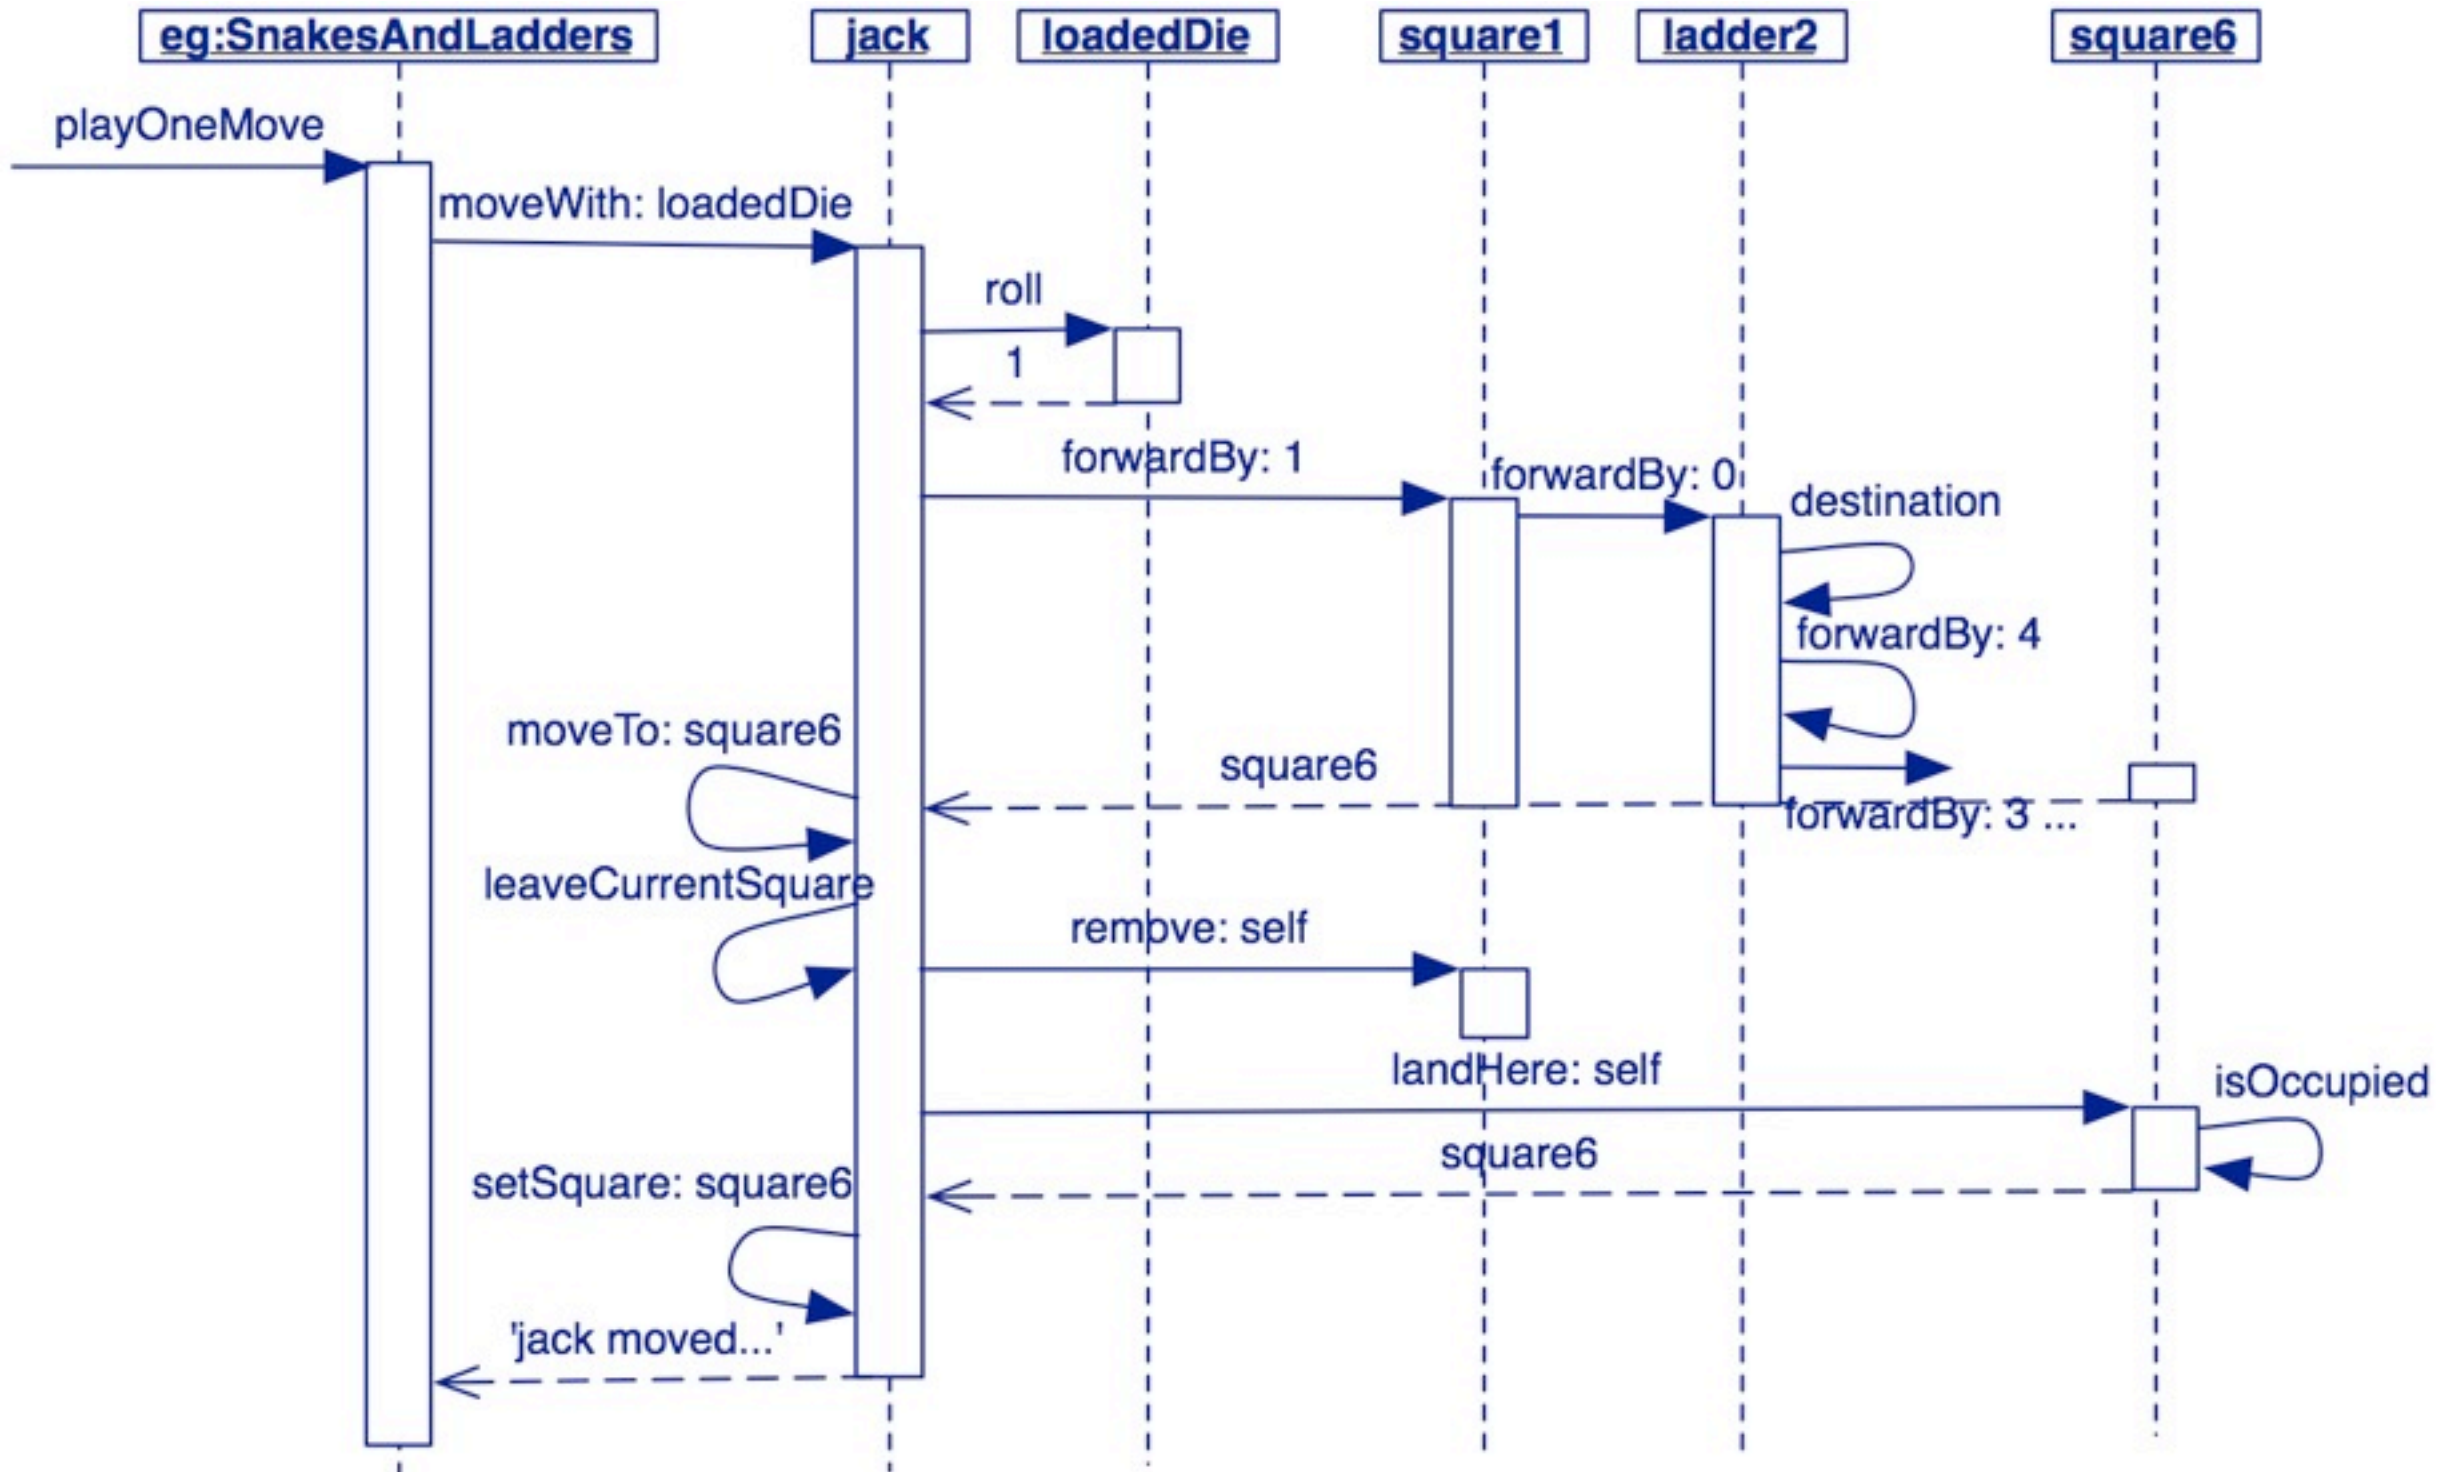 eg:SnakesAndLadders
jack
loadedDie
square1
ladder2
square6
playOneMove
moveWith: loadedDie
roll
1
forwardBy: 1
forwardBy: 0
destination
forwardBy: 4
moveTo: square6
square6
forwardBy: 3 ...
leaveCurrentSquare
remove: self
landHere: self
isOccupied
square6
setSquare: square6
'jack moved...'